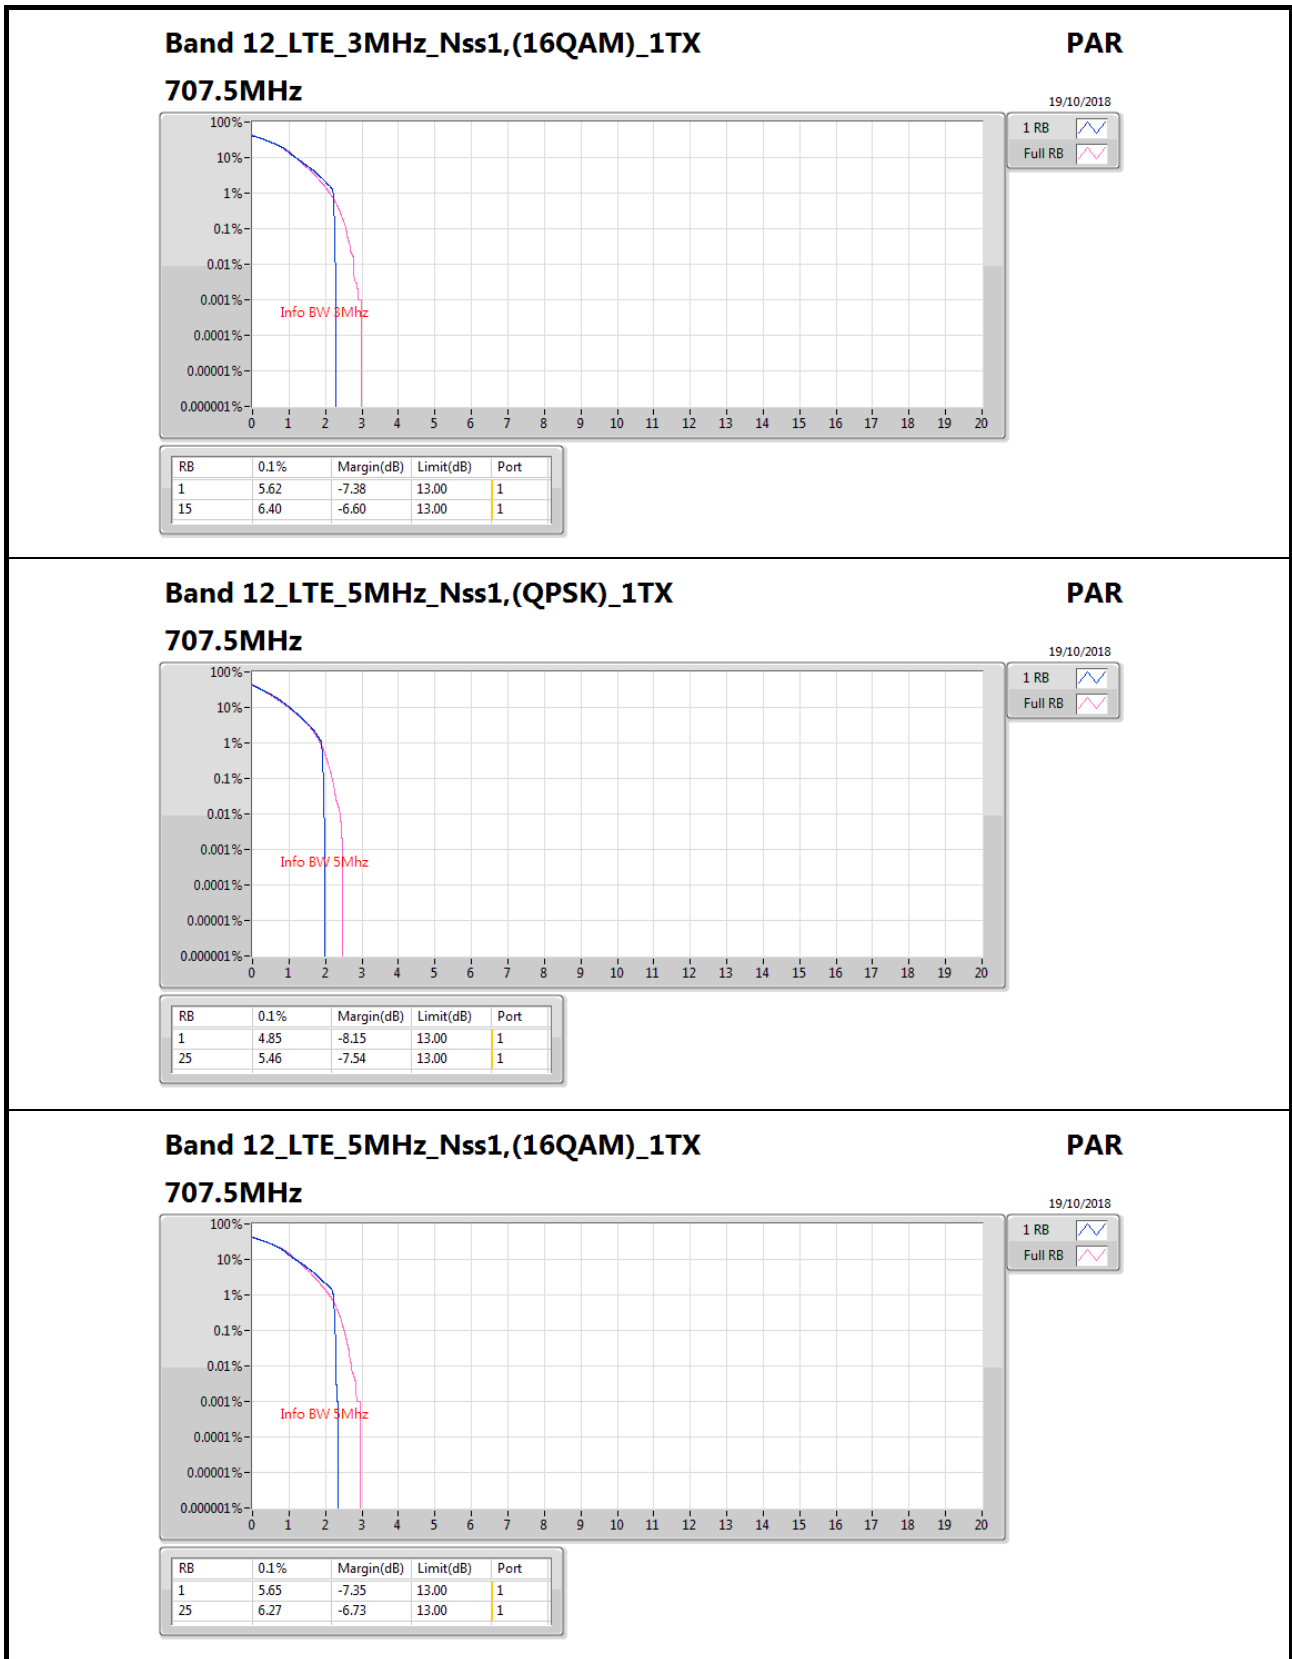 Band 12_LTE_3MHz_Nss1,(16QAM)_1TX PAR
707.5MHz
19/10/2018
1 RB
Full RB
100%
10%
1%
0.1%
0.01%
0.001%
0.0001%
0.00001%
0.000001%
Info BW 3Mhz
0 1 2 3 4 5 6 7 8 9 10 11 12 13 14 15 16 17 18 19 20
RB 0.1% Margin(dB) Limit(dB) Port
1 5.62 -7.38 13.00 1
15 6.40 -6.60 13.00 1
Band 12_LTE_5MHz_Nss1,(QPSK)_1TX PAR
707.5MHz
19/10/2018
1 RB
Full RB
100%
10%
1%
0.1%
0.01%
0.001%
0.0001%
0.00001%
0.000001%
Info BW 5Mhz
0 1 2 3 4 5 6 7 8 9 10 11 12 13 14 15 16 17 18 19 20
RB 0.1% Margin(dB) Limit(dB) Port
1 4.85 -8.15 13.00 1
25 5.46 -7.54 13.00 1
Band 12_LTE_5MHz_Nss1,(16QAM)_1TX PAR
707.5MHz
19/10/2018
1 RB
Full RB
100%
10%
1%
0.1%
0.01%
0.001%
0.0001%
0.00001%
0.000001%
Info BW 5Mhz
0 1 2 3 4 5 6 7 8 9 10 11 12 13 14 15 16 17 18 19 20
RB 0.1% Margin(dB) Limit(dB) Port
1 5.65 -7.35 13.00 1
25 6.27 -6.73 13.00 1